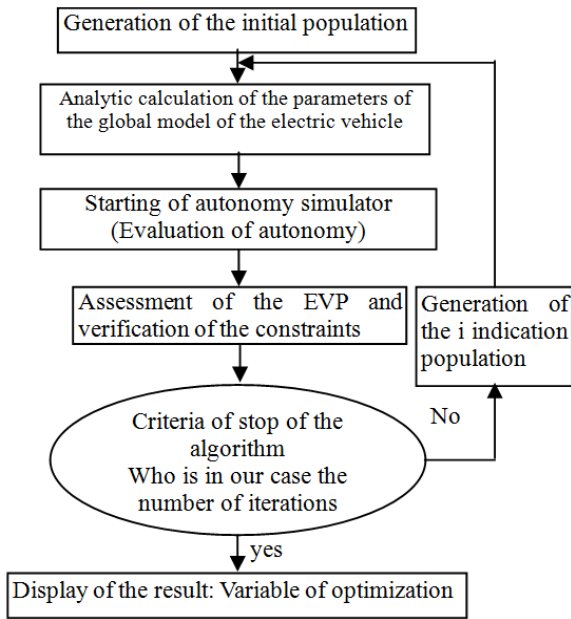 Generation of the initial population
Analytic calculation of the parameters of
the global model of the electric vehicle
Starting of autonomy simulator
(Evaluation of autonomy)
Assessment of the EVP and
verification of the constraints
Generation of
the i indication
population
Criteria of stop of the
algorithm
Who is in our case the
number of iterations
No
yes
Display of the result: Variable of optimization